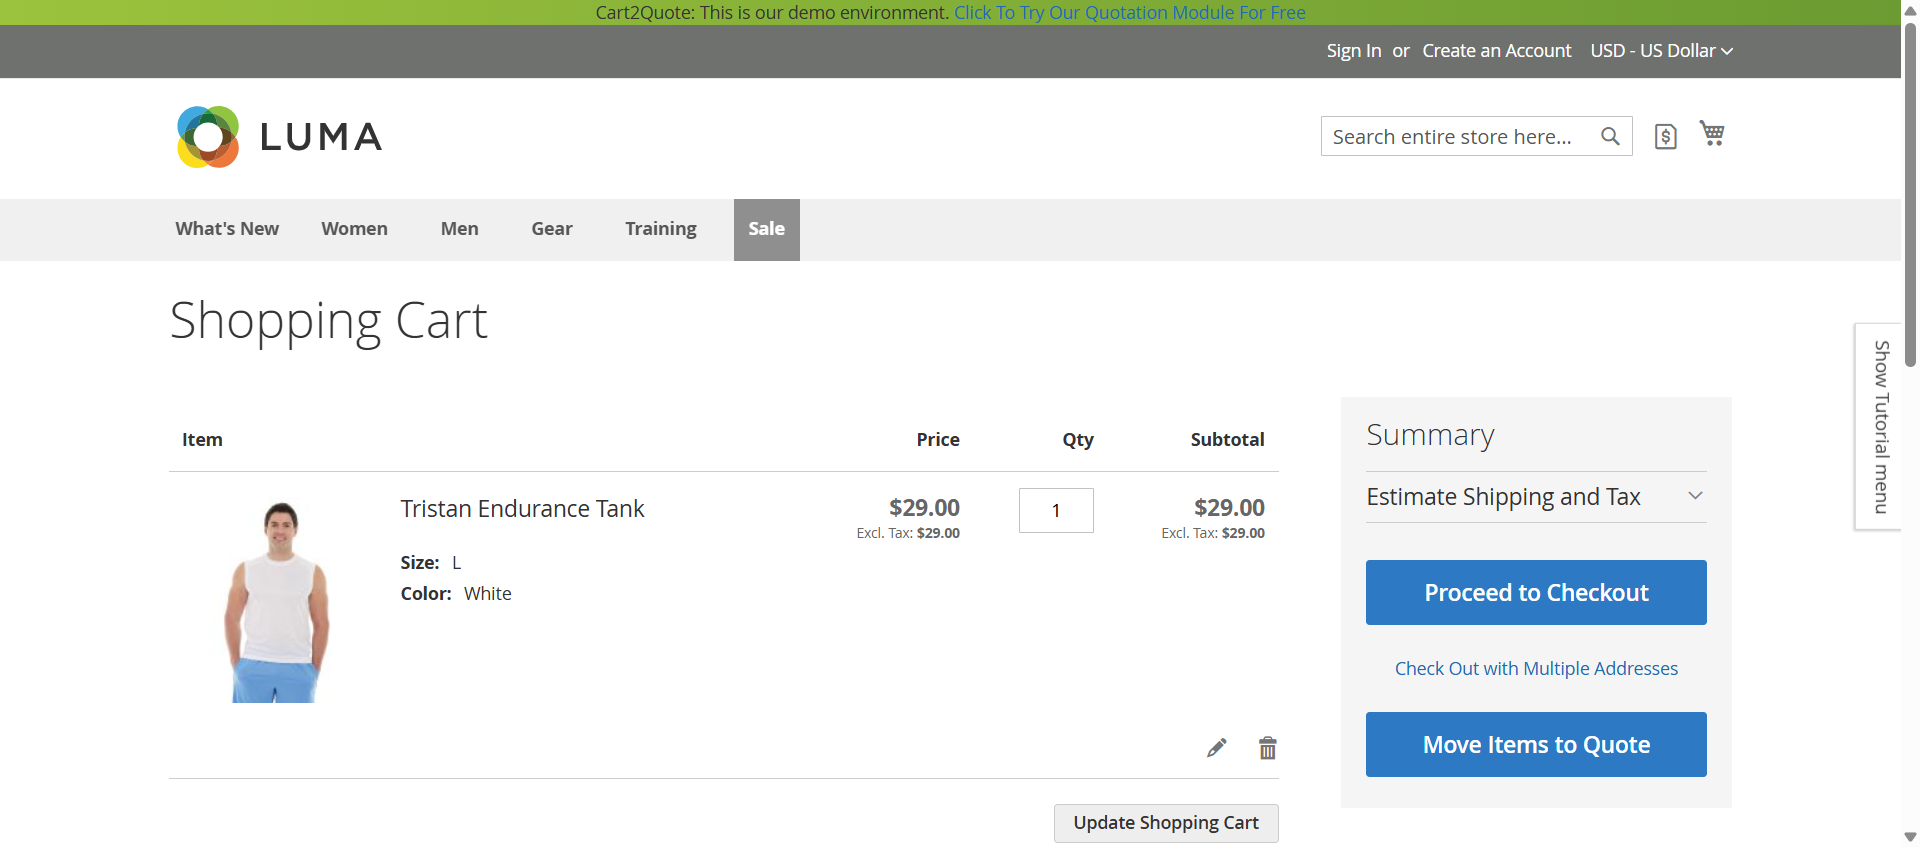 Cart2Quote: This is our demo environment. Click To Try Our Quotation Module For Free
Sign In or Create an Account USD - US Dollar
LUMA
Search entire store here...
What's New Women Men Gear Training Sale
Shopping Cart
Show Tutorial menu
Item Price Qty Subtotal
Tristan Endurance Tank $29.00 1 $29.00
Excl. Tax: $29.00 Excl. Tax: $29.00
Size: L
Color: White
Update Shopping Cart
Summary
Estimate Shipping and Tax
Proceed to Checkout
Check Out with Multiple Addresses
Move Items to Quote